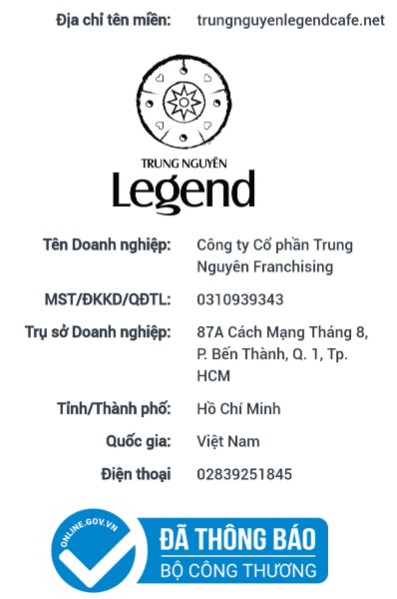 Địa chỉ tên miền: trungnguyenlegendcafe.net
TRUNG NGUYÊN
Legend
Tên Doanh nghiệp: Công ty Cổ phần Trung
Nguyên Franchising
MST/ĐKKD/QĐTL: 0310939343
Trụ sở Doanh nghiệp: 87A Cách Mạng Tháng 8,
P. Bến Thành, Q. 1, Tp.
HCM
Tỉnh/Thành phố: Hồ Chí Minh
Quốc gia: Việt Nam
Điện thoại 02839251845
ONLINE.GOV.VN
ĐÃ THÔNG BÁO
BỘ CÔNG THƯƠNG